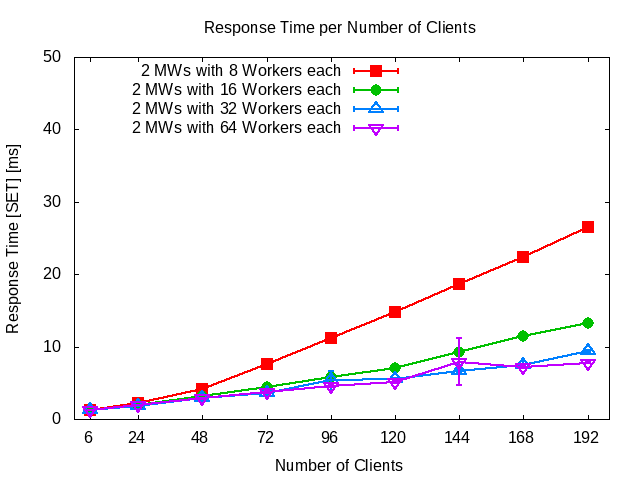 Response Time per Number of Clients
50
40
30
20
10
0
Response Time [SET] [ms]
2 MWs with 8 Workers each
2 MWs with 16 Workers each
2 MWs with 32 Workers each
2 MWs with 64 Workers each
6 24 48 72 96 120 144 168 192
Number of Clients